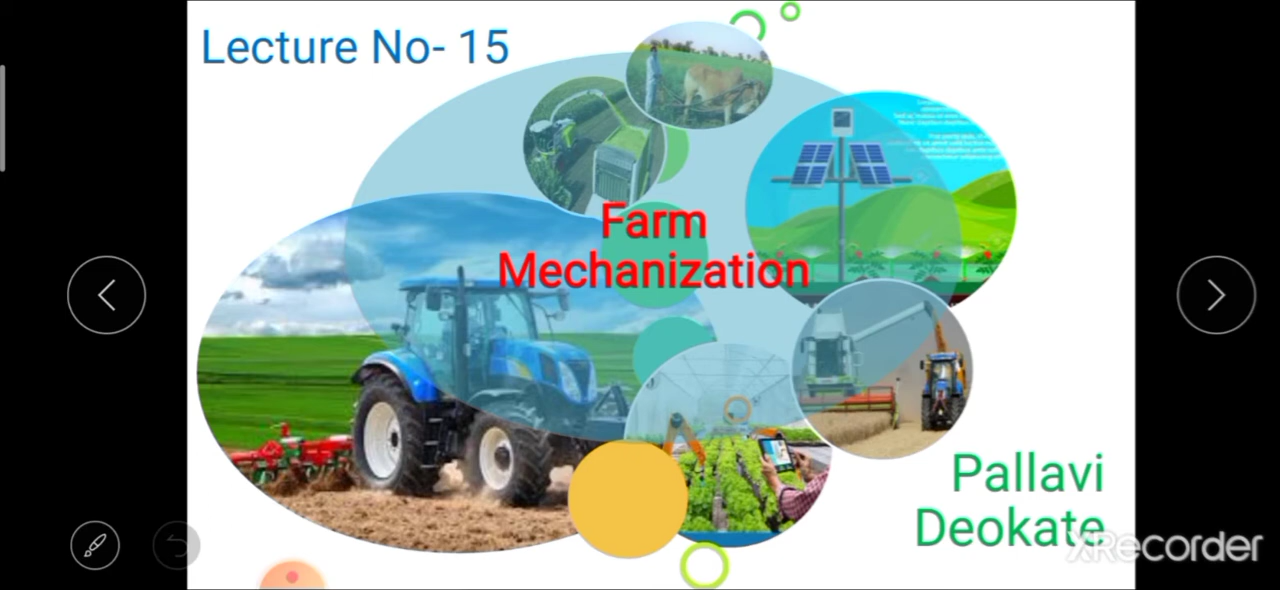 Lecture No- 15
Farm
Mechanization
Pallavi
Deokate
XRecorder